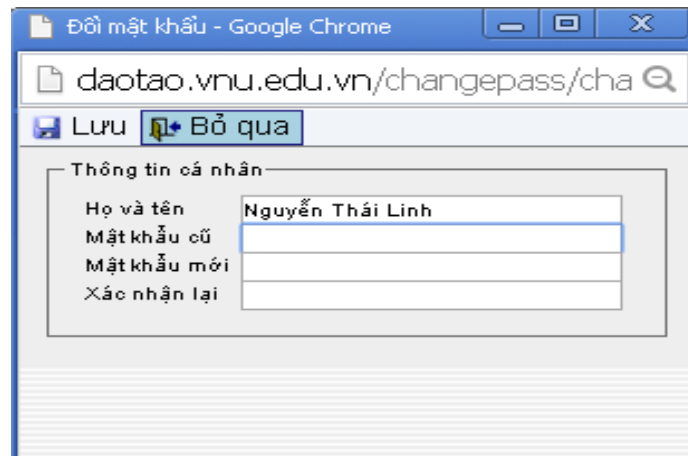 Đổi mật khẩu - Google Chrome
daotao.vnu.edu.vn/changepass/cha
Lưu Bỏ qua
Thông tin cá nhân
Họ và tên Nguyễn Thái Linh
Mật khẩu cũ
Mật khẩu mới
Xác nhận lại